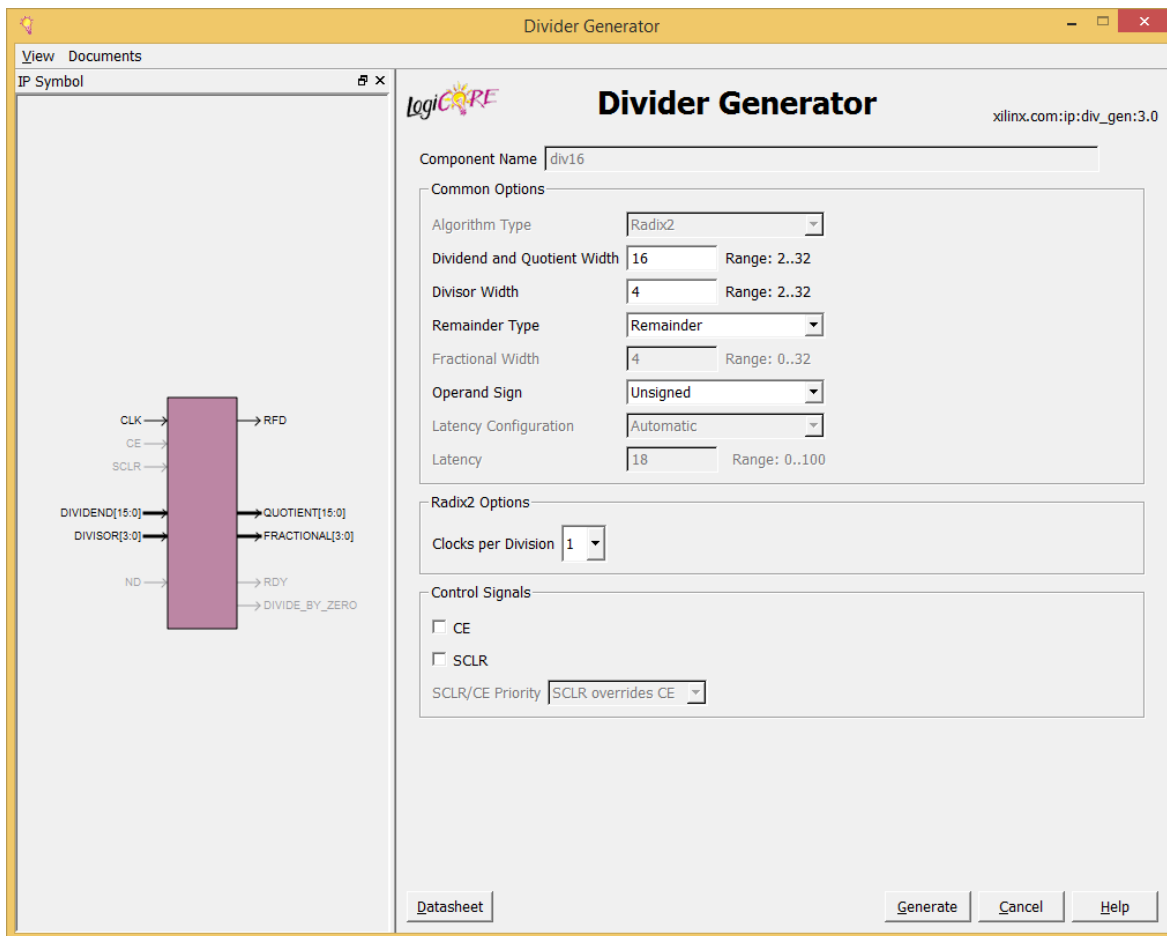 Divider Generator
View Documents
IP Symbol
CLK
CE
SCLR
DIVIDEND[15:0]
DIVISOR[3:0]
ND
RFD
QUOTIENT[15:0]
FRACTIONAL[3:0]
RDY
DIVIDE_BY_ZERO
LogiCORE
Divider Generator
xilinx.com:ip:div_gen:3.0
Component Name div16
Common Options
Algorithm Type Radix2
Dividend and Quotient Width 16 Range: 2..32
Divisor Width 4 Range: 2..32
Remainder Type Remainder
Fractional Width 4 Range: 0..32
Operand Sign Unsigned
Latency Configuration Automatic
Latency 18 Range: 0..100
Radix2 Options
Clocks per Division 1
Control Signals
CE
SCLR
SCLR/CE Priority SCLR overrides CE
Datasheet Generate Cancel Help